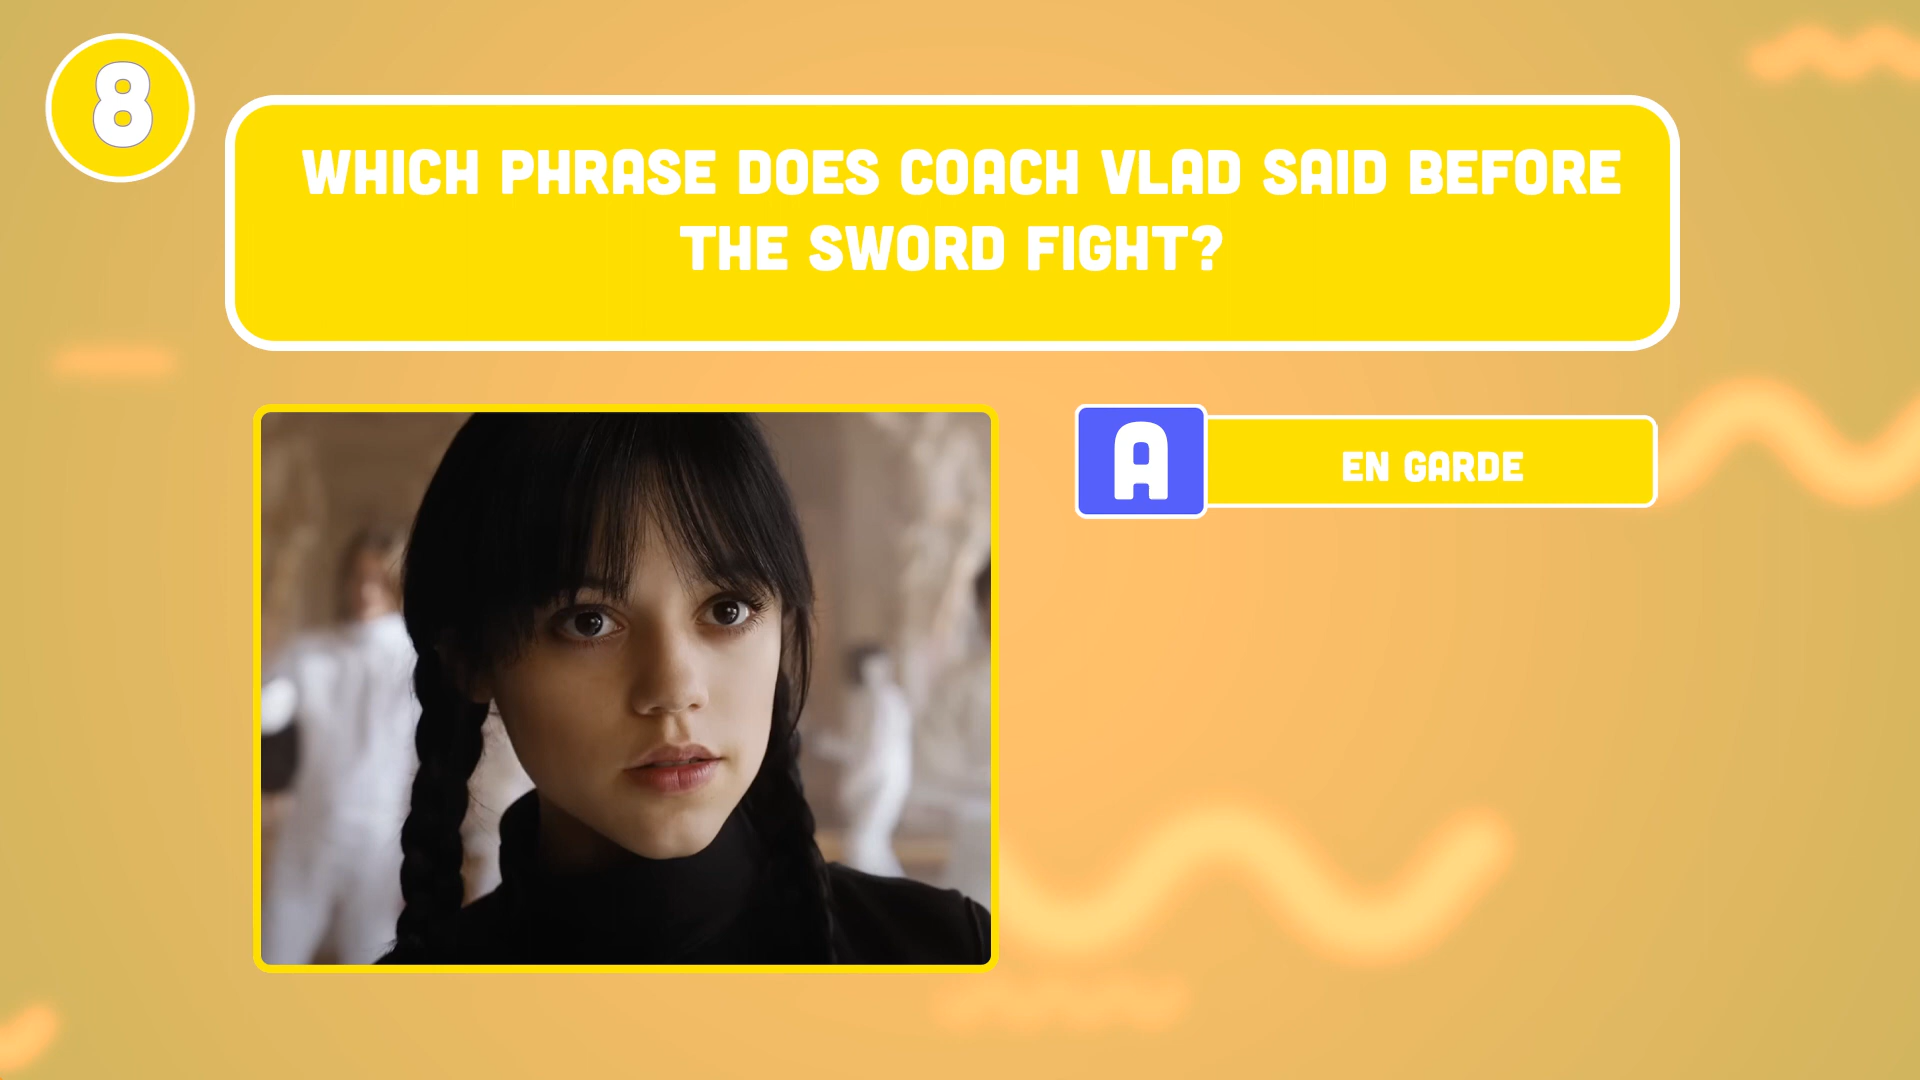 8
WHICH PHRASE DOES COACH VLAD SAID BEFORE
THE SWORD FIGHT?
A
EN GARDE